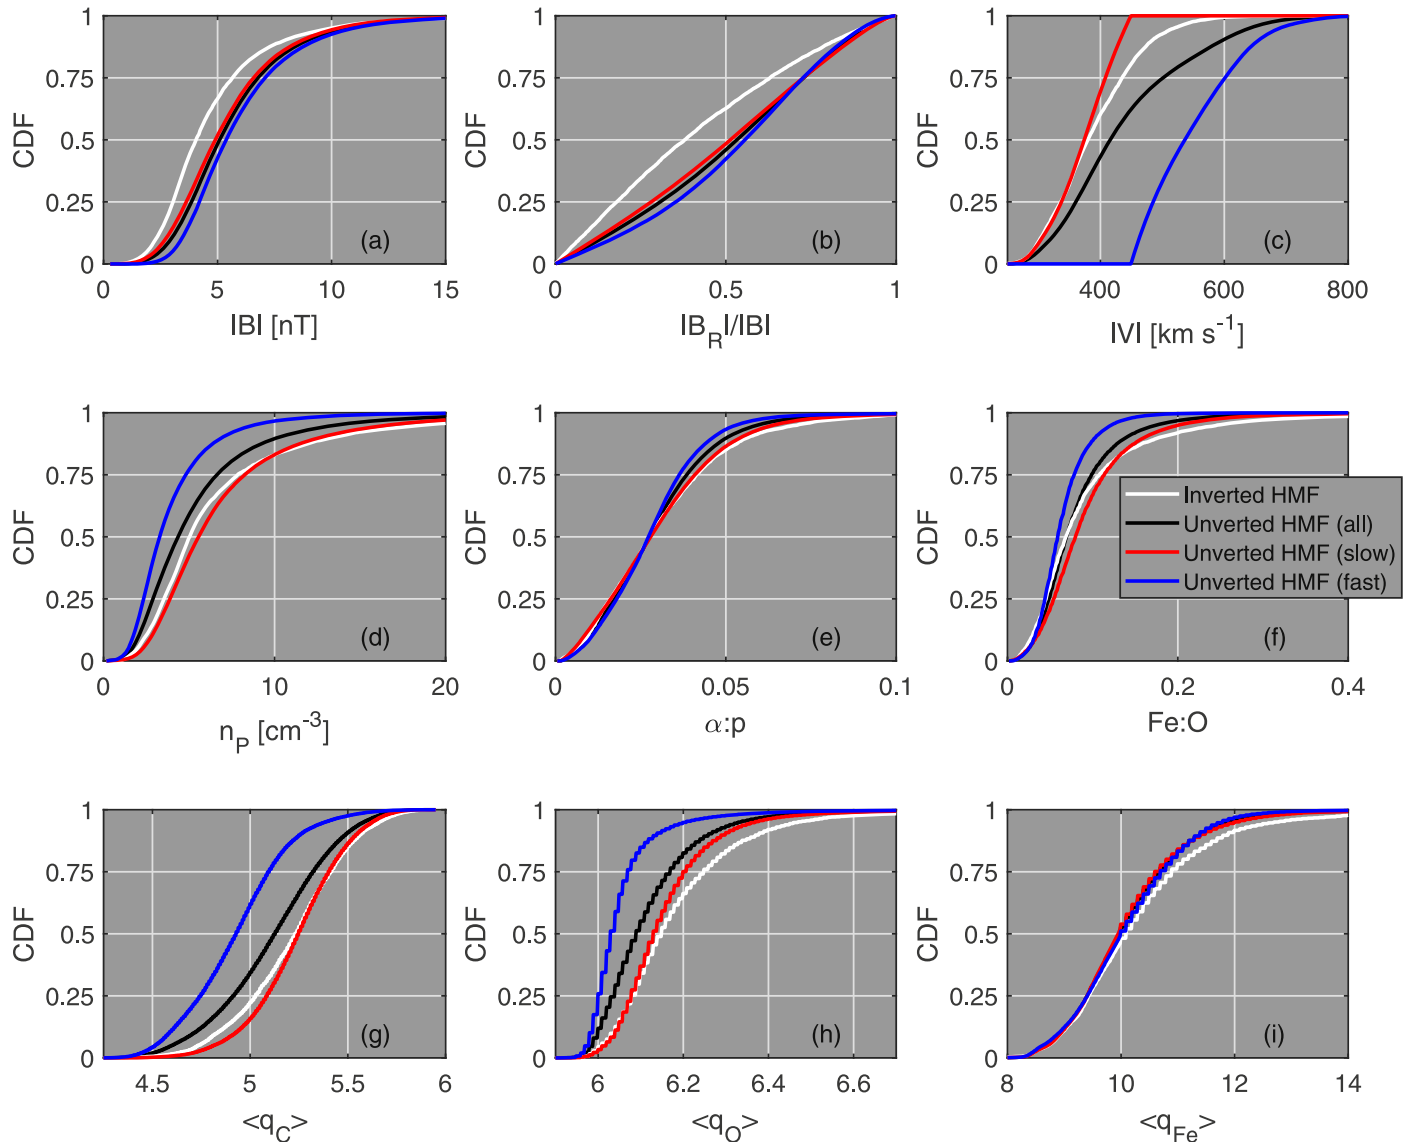 1
0.75
0.5
0.25
0
CDF
(a)
0 5 10 15
|B| [nT]
1
0.75
0.5
0.25
0
CDF
(b)
0 0.5 1
|B_R|/|B|
1
0.75
0.5
0.25
0
CDF
(c)
400 600 800
|V| [km s^-1]
1
0.75
0.5
0.25
0
CDF
(d)
0 10 20
n_P [cm^-3]
1
0.75
0.5
0.25
0
CDF
(e)
0 0.05 0.1
α:p
1
0.75
0.5
0.25
0
CDF
Inverted HMF
Unverted HMF (all)
Unverted HMF (slow)
Unverted HMF (fast)
(f)
0 0.2 0.4
Fe:O
1
0.75
0.5
0.25
0
CDF
(g)
4.5 5 5.5 6
<q_C>
1
0.75
0.5
0.25
0
CDF
(h)
6 6.2 6.4 6.6
<q_O>
1
0.75
0.5
0.25
0
CDF
(i)
8 10 12 14
<q_Fe>